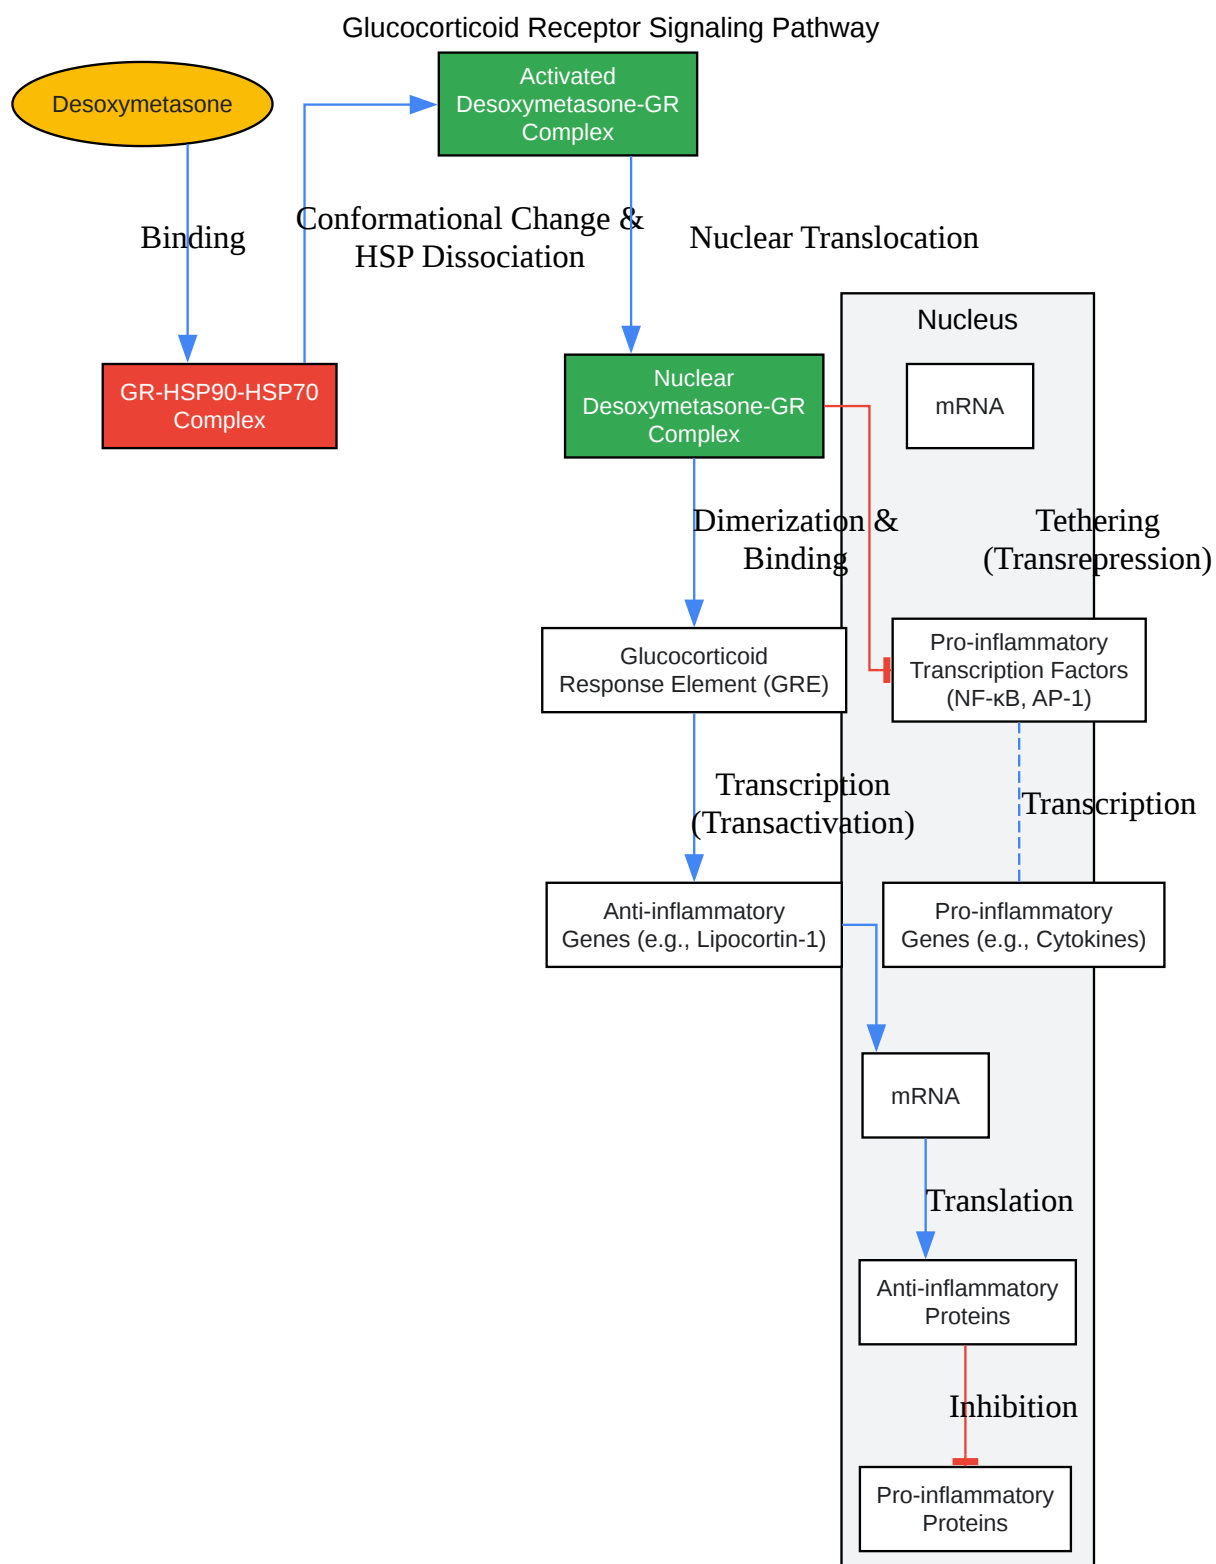 Glucocorticoid Receptor Signaling Pathway
Desoxymetasone
Activated
Desoxymetasone-GR
Complex
Binding
Conformational Change &
HSP Dissociation
Nuclear Translocation
Nucleus
GR-HSP90-HSP70
Complex
Nuclear
Desoxymetasone-GR
Complex
mRNA
Dimerization &
Binding
Tethering
(Transrepression)
Glucocorticoid
Response Element (GRE)
Pro-inflammatory
Transcription Factors
(NF-κB, AP-1)
Transcription
(Transactivation)
Transcription
Anti-inflammatory
Genes (e.g., Lipocortin-1)
Pro-inflammatory
Genes (e.g., Cytokines)
mRNA
Translation
Anti-inflammatory
Proteins
Inhibition
Pro-inflammatory
Proteins